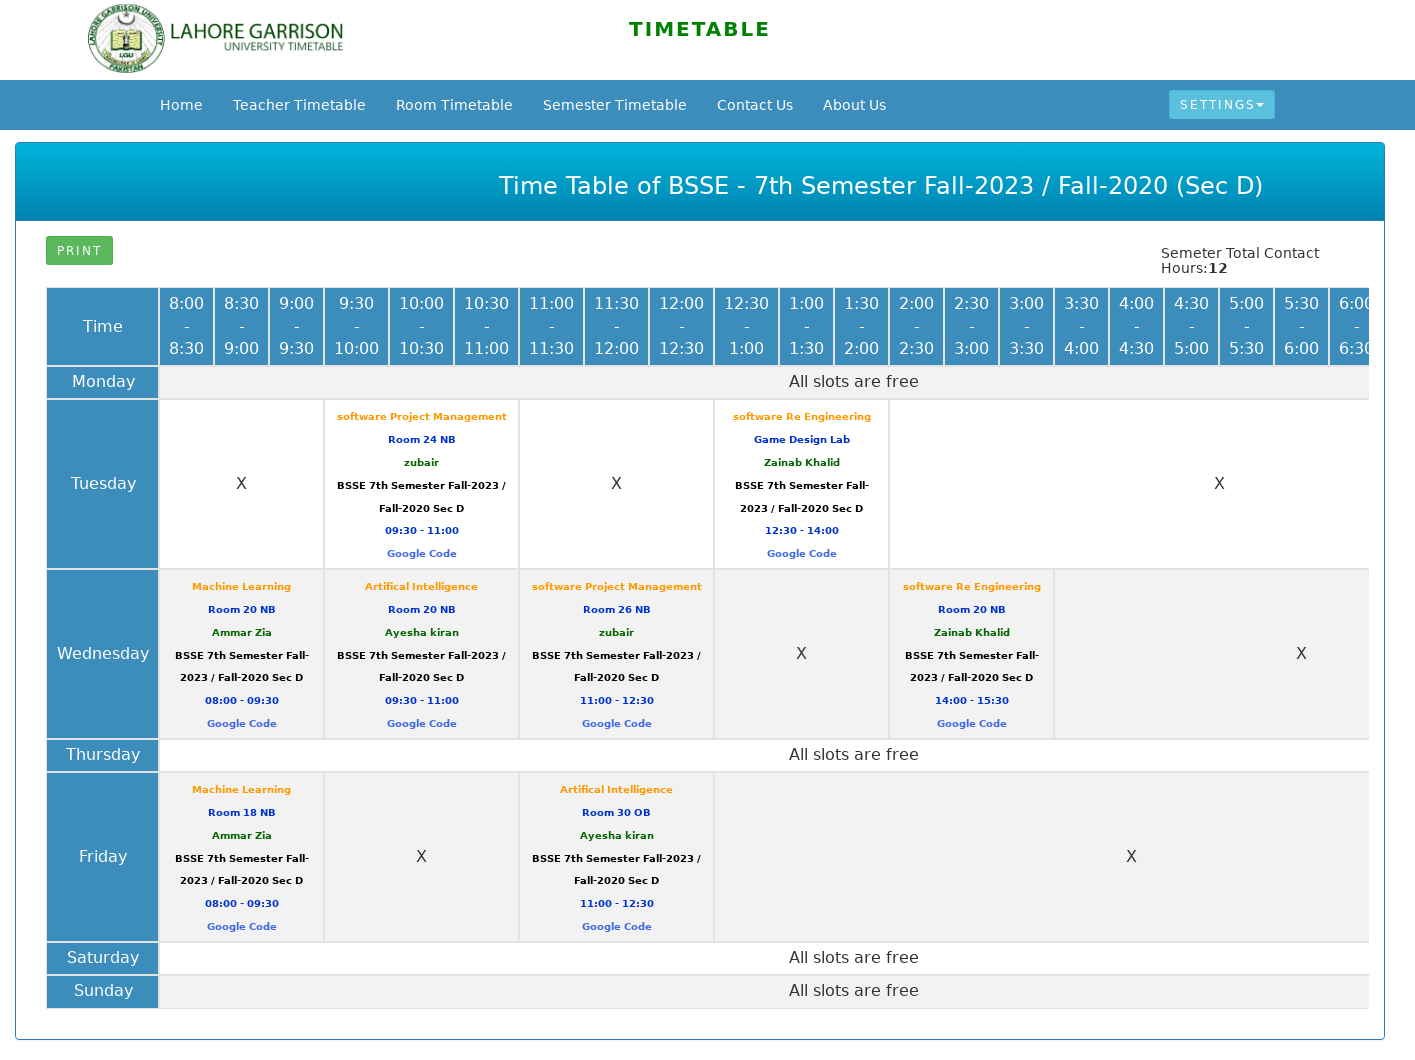 LAHORE GARRISON
UNIVERSITY TIMETABLE
LGU
PAKISTAN
TIMETABLE
Home Teacher Timetable Room Timetable Semester Timetable Contact Us About Us SETTINGS
Time Table of BSSE - 7th Semester Fall-2023 / Fall-2020 (Sec D)
PRINT
Semeter Total Contact
Hours:12
Time
8:00 - 8:30
8:30 - 9:00
9:00 - 9:30
9:30 - 10:00
10:00 - 10:30
10:30 - 11:00
11:00 - 11:30
11:30 - 12:00
12:00 - 12:30
12:30 - 1:00
1:00 - 1:30
1:30 - 2:00
2:00 - 2:30
2:30 - 3:00
3:00 - 3:30
3:30 - 4:00
4:00 - 4:30
4:30 - 5:00
5:00 - 5:30
5:30 - 6:00
6:00 - 6:30
Monday
All slots are free
Tuesday
X
software Project Management
Room 24 NB
zubair
BSSE 7th Semester Fall-2023 /
Fall-2020 Sec D
09:30 - 11:00
Google Code
X
software Re Engineering
Game Design Lab
Zainab Khalid
BSSE 7th Semester Fall-
2023 / Fall-2020 Sec D
12:30 - 14:00
Google Code
X
Wednesday
Machine Learning
Room 20 NB
Ammar Zia
BSSE 7th Semester Fall-
2023 / Fall-2020 Sec D
08:00 - 09:30
Google Code
Artifical Intelligence
Room 20 NB
Ayesha kiran
BSSE 7th Semester Fall-2023 /
Fall-2020 Sec D
09:30 - 11:00
Google Code
software Project Management
Room 26 NB
zubair
BSSE 7th Semester Fall-2023 /
Fall-2020 Sec D
11:00 - 12:30
Google Code
X
software Re Engineering
Room 20 NB
Zainab Khalid
BSSE 7th Semester Fall-
2023 / Fall-2020 Sec D
14:00 - 15:30
Google Code
X
Thursday
All slots are free
Friday
Machine Learning
Room 18 NB
Ammar Zia
BSSE 7th Semester Fall-
2023 / Fall-2020 Sec D
08:00 - 09:30
Google Code
X
Artifical Intelligence
Room 30 OB
Ayesha kiran
BSSE 7th Semester Fall-2023 /
Fall-2020 Sec D
11:00 - 12:30
Google Code
X
Saturday
All slots are free
Sunday
All slots are free